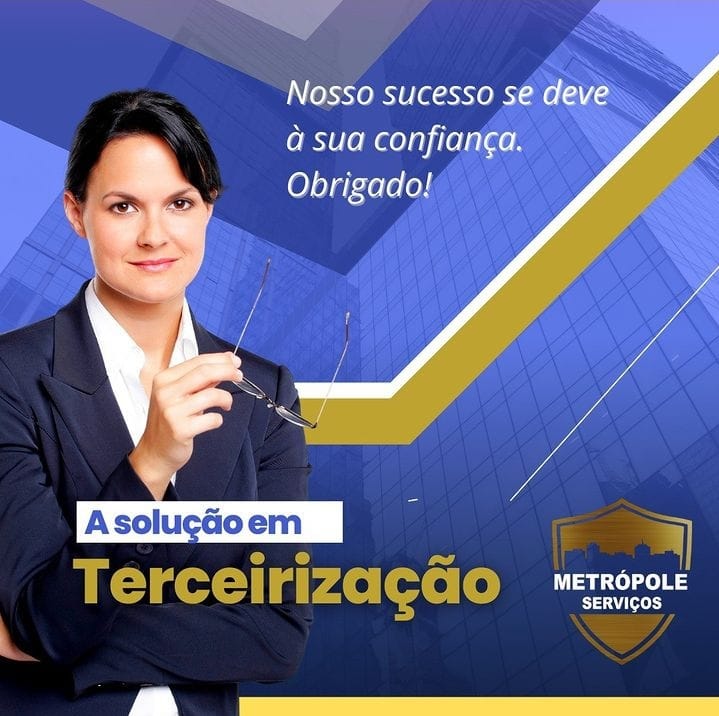 Nosso sucesso se deve
à sua confiança.
Obrigado!
A solução em
Terceirização
METRÓPOLE
SERVIÇOS